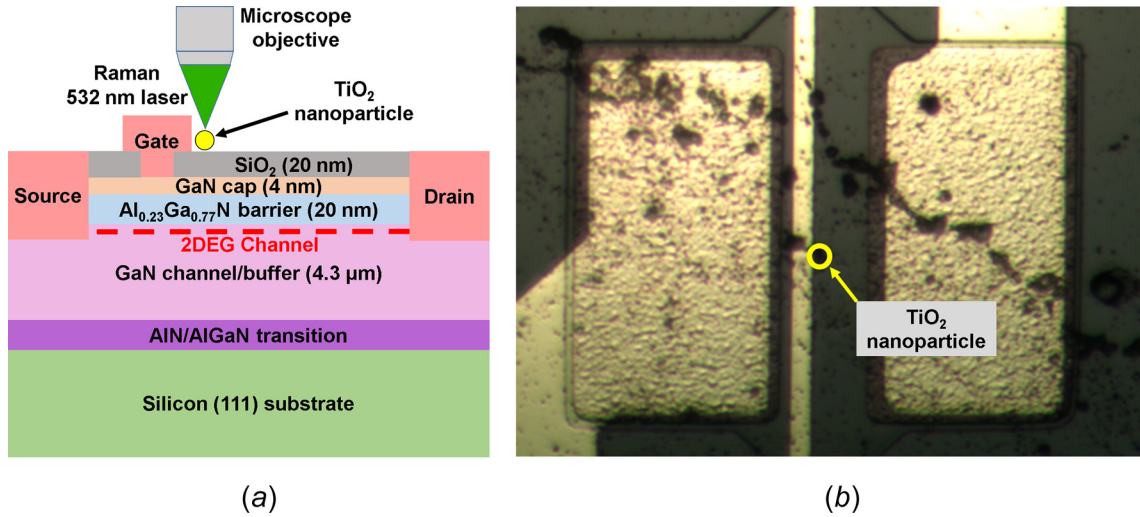 Microscope
objective
Raman
532 nm laser
TiO₂
nanoparticle
Gate
SiO₂ (20 nm)
Source
GaN cap (4 nm)
Drain
Al₀.₂₃Ga₀.₇₇N barrier (20 nm)
2DEG Channel
GaN channel/buffer (4.3 μm)
AlN/AlGaN transition
Silicon (111) substrate
(a)
TiO₂
nanoparticle
(b)